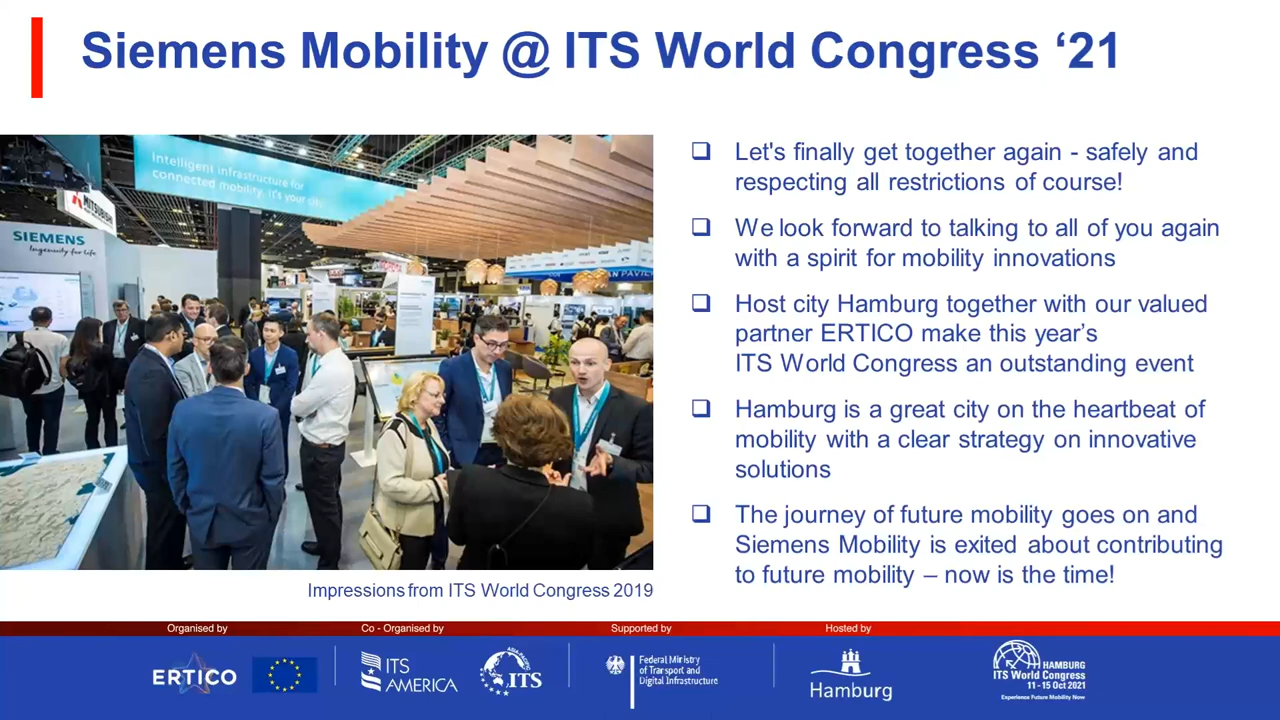 Siemens Mobility @ ITS World Congress ‘21
Intelligent infrastructure for
connected mobility, it's your city
MITSUBISHI
SIEMENS
Ingenuity for life
Let's finally get together again - safely and
respecting all restrictions of course!
We look forward to talking to all of you again
with a spirit for mobility innovations
Host city Hamburg together with our valued
partner ERTICO make this year’s
ITS World Congress an outstanding event
Hamburg is a great city on the heartbeat of
mobility with a clear strategy on innovative
solutions
The journey of future mobility goes on and
Siemens Mobility is exited about contributing
to future mobility – now is the time!
Impressions from ITS World Congress 2019
Organised by
Co - Organised by
Supported by
Hosted by
ERTICO
ITS
AMERICA
ASIA-PACIFIC
ITS
Federal Ministry
of Transport and
Digital Infrastructure
Hamburg
HAMBURG
ITS World Congress
11 - 15 Oct 2021
Experience Future Mobility Now